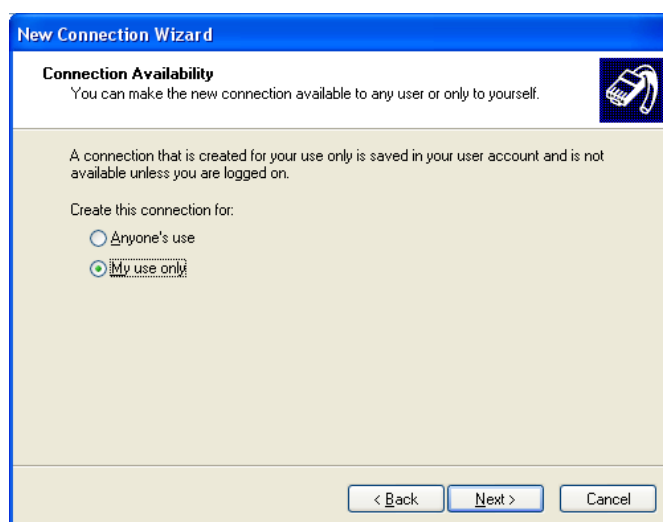 New Connection Wizard
Connection Availability
You can make the new connection available to any user or only to yourself.
A connection that is created for your use only is saved in your user account and is not
available unless you are logged on.
Create this connection for:
Anyone's use
My use only
< Back
Next >
Cancel